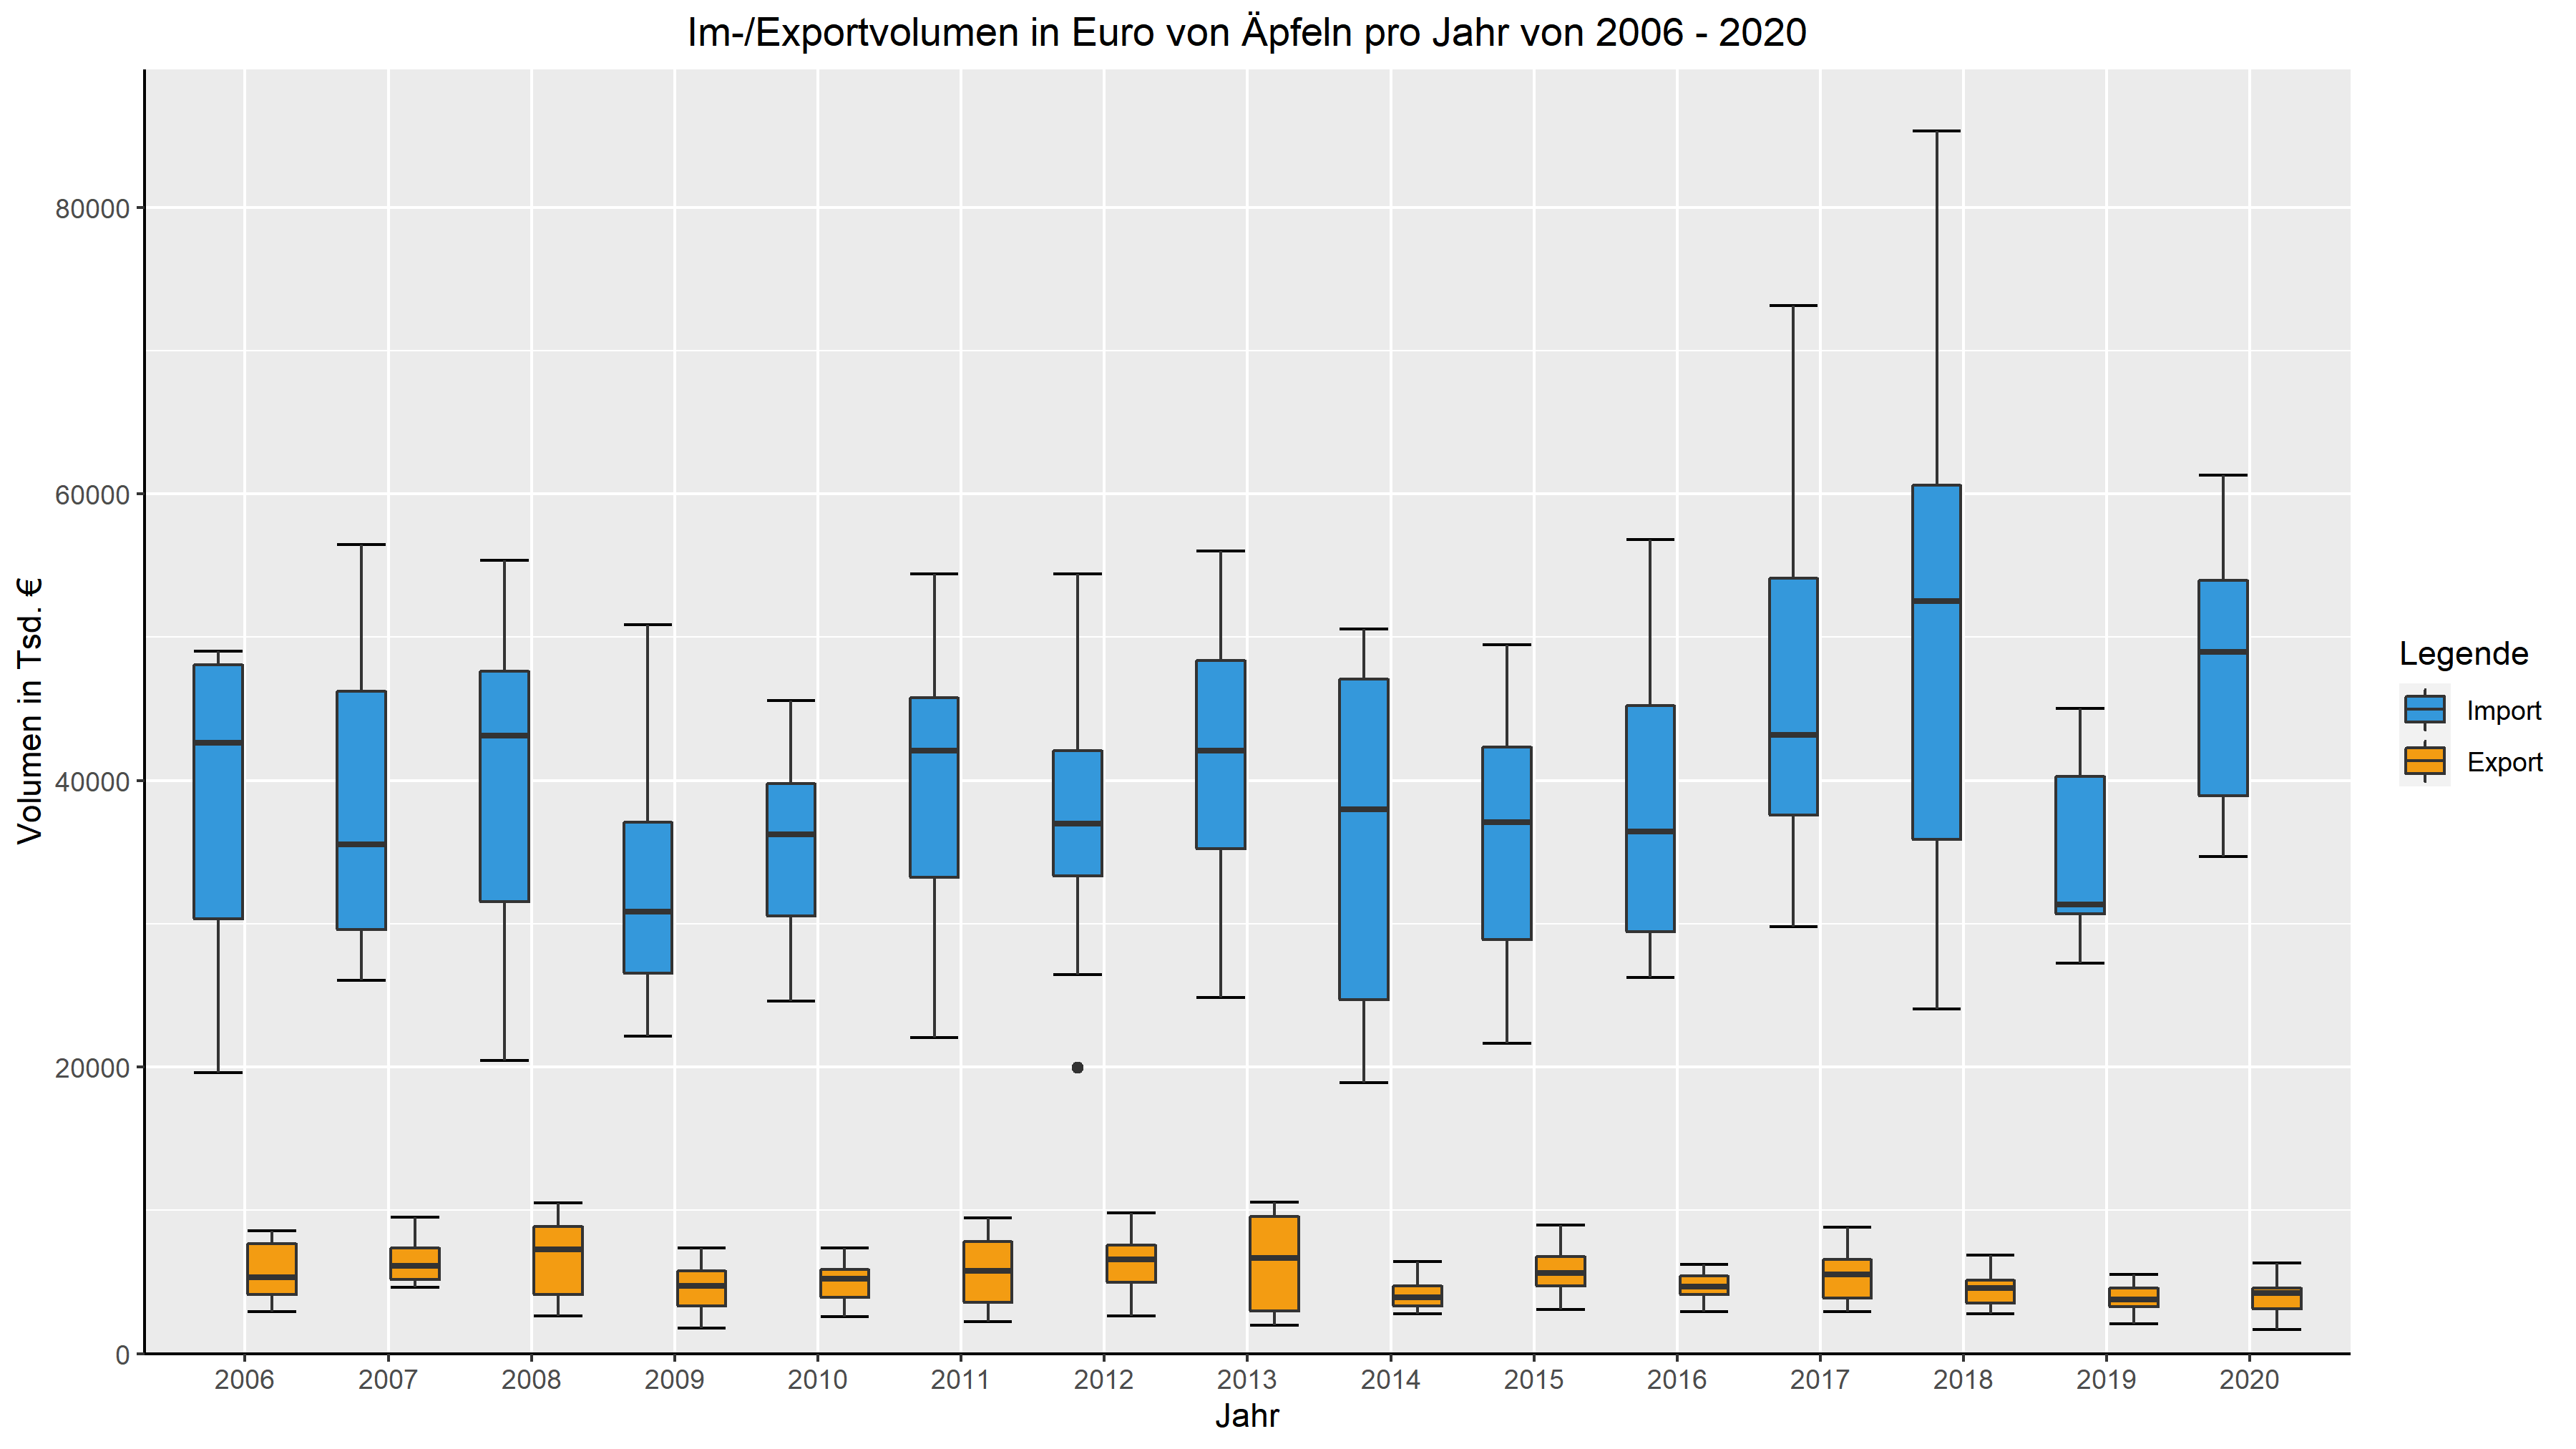 Im-/Exportvolumen in Euro von Äpfeln pro Jahr von 2006 - 2020
Volumen in Tsd. €
80000
60000
40000
20000
0
2006 2007 2008 2009 2010 2011 2012 2013 2014 2015 2016 2017 2018 2019 2020
Jahr
Legende
Import
Export